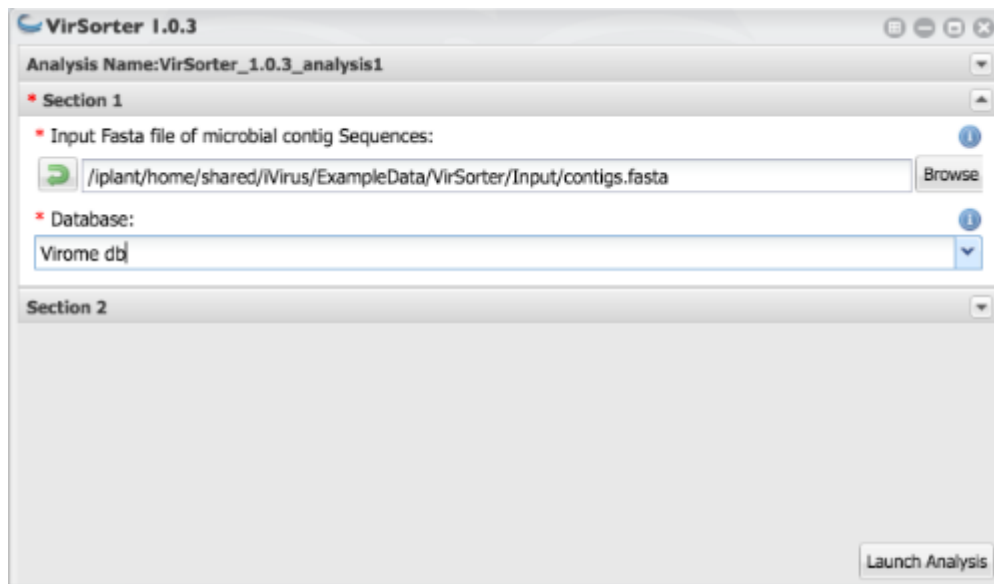 VirSorter 1.0.3
Analysis Name:VirSorter_1.0.3_analysis1
* Section 1
* Input Fasta file of microbial contig Sequences:
/iplant/home/shared/iVirus/ExampleData/VirSorter/Input/contigs.fasta Browse
* Database:
Virome db
Section 2
Launch Analysis